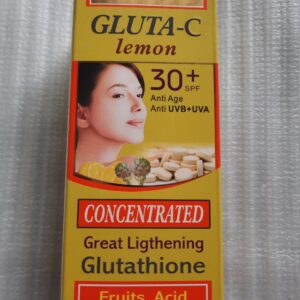 GLUTA-C
lemon
30+
SPF
Anti Age
Anti UVB+UVA
CONCENTRATED
Great Ligthening
Glutathione
Fruits Acid